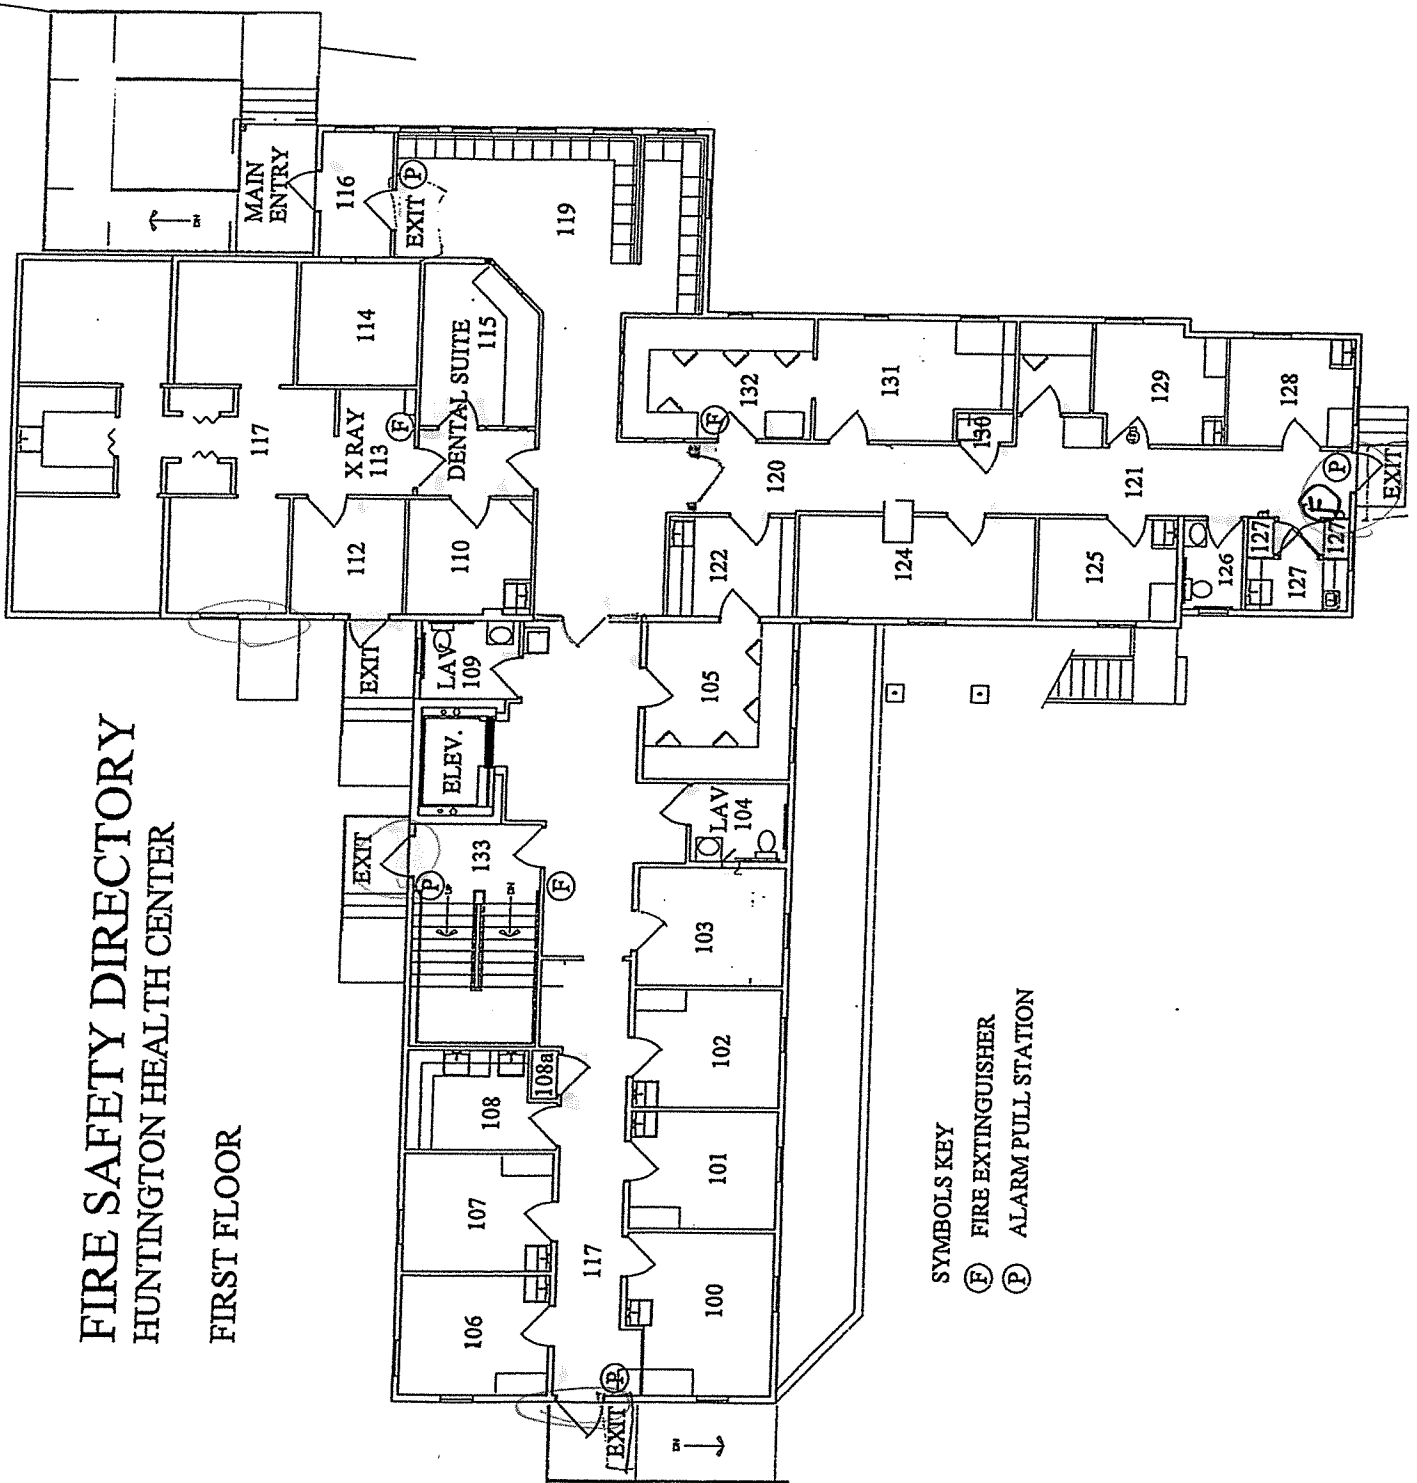 FIRE SAFETY DIRECTORY
HUNTINGTON HEALTH CENTER
FIRST FLOOR
MAIN
ENTRY
DN
116
P
EXIT
119
114
117
X RAY
113
F
DENTAL SUITE
115
112
110
EXIT
LAV
109
ELEV.
EXIT
133
P
UP
DN
F
132
F
131
130
129
128
120
121
P
EXIT
F
122
124
125
126
127
127
127
105
LAV
104
103
102
101
100
108a
108
107
106
117
P
EXIT
DN
SYMBOLS KEY
F FIRE EXTINGUISHER
P ALARM PULL STATION